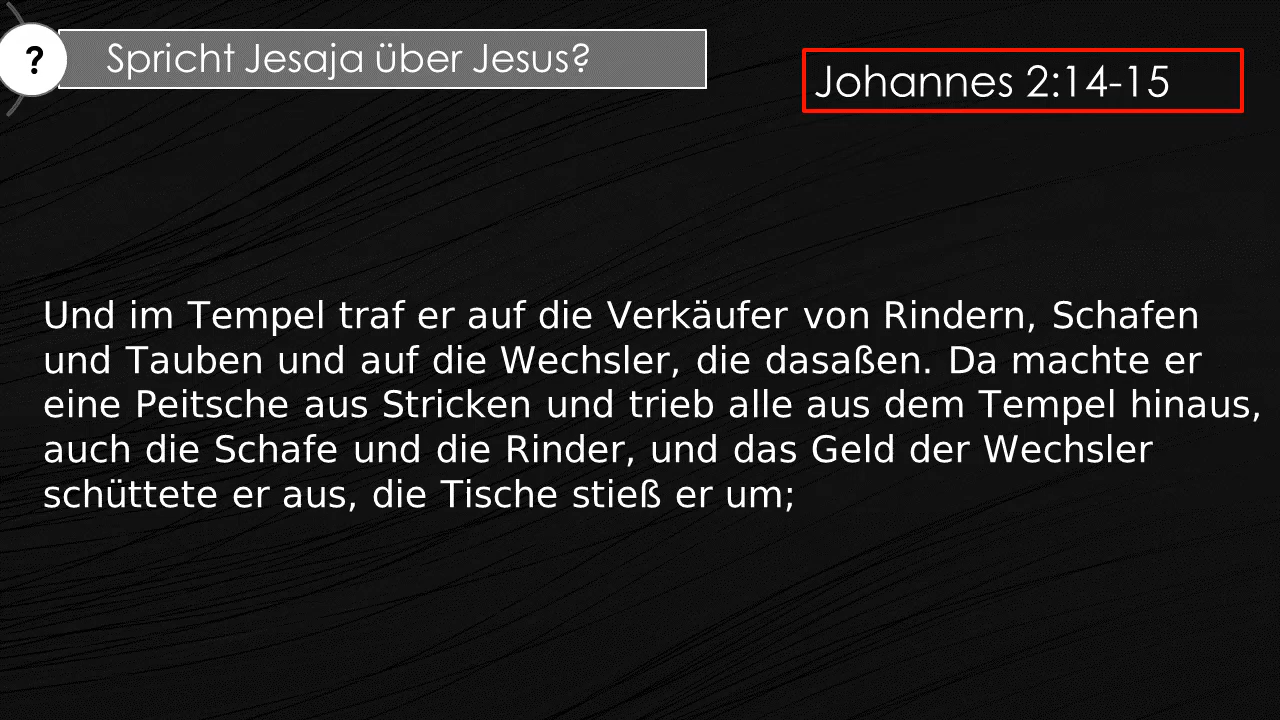 ?
Spricht Jesaja über Jesus?
Johannes 2:14-15
Und im Tempel traf er auf die Verkäufer von Rindern, Schafen
und Tauben und auf die Wechsler, die dasaßen. Da machte er
eine Peitsche aus Stricken und trieb alle aus dem Tempel hinaus,
auch die Schafe und die Rinder, und das Geld der Wechsler
schüttete er aus, die Tische stieß er um;